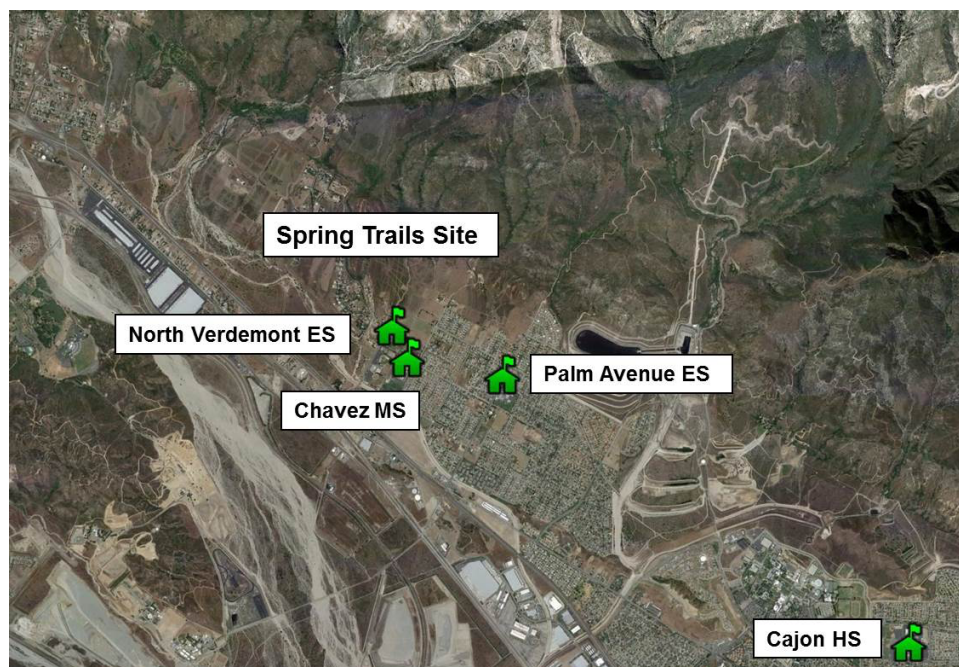 Spring Trails Site
North Verdemont ES
Palm Avenue ES
Chavez MS
Cajon HS